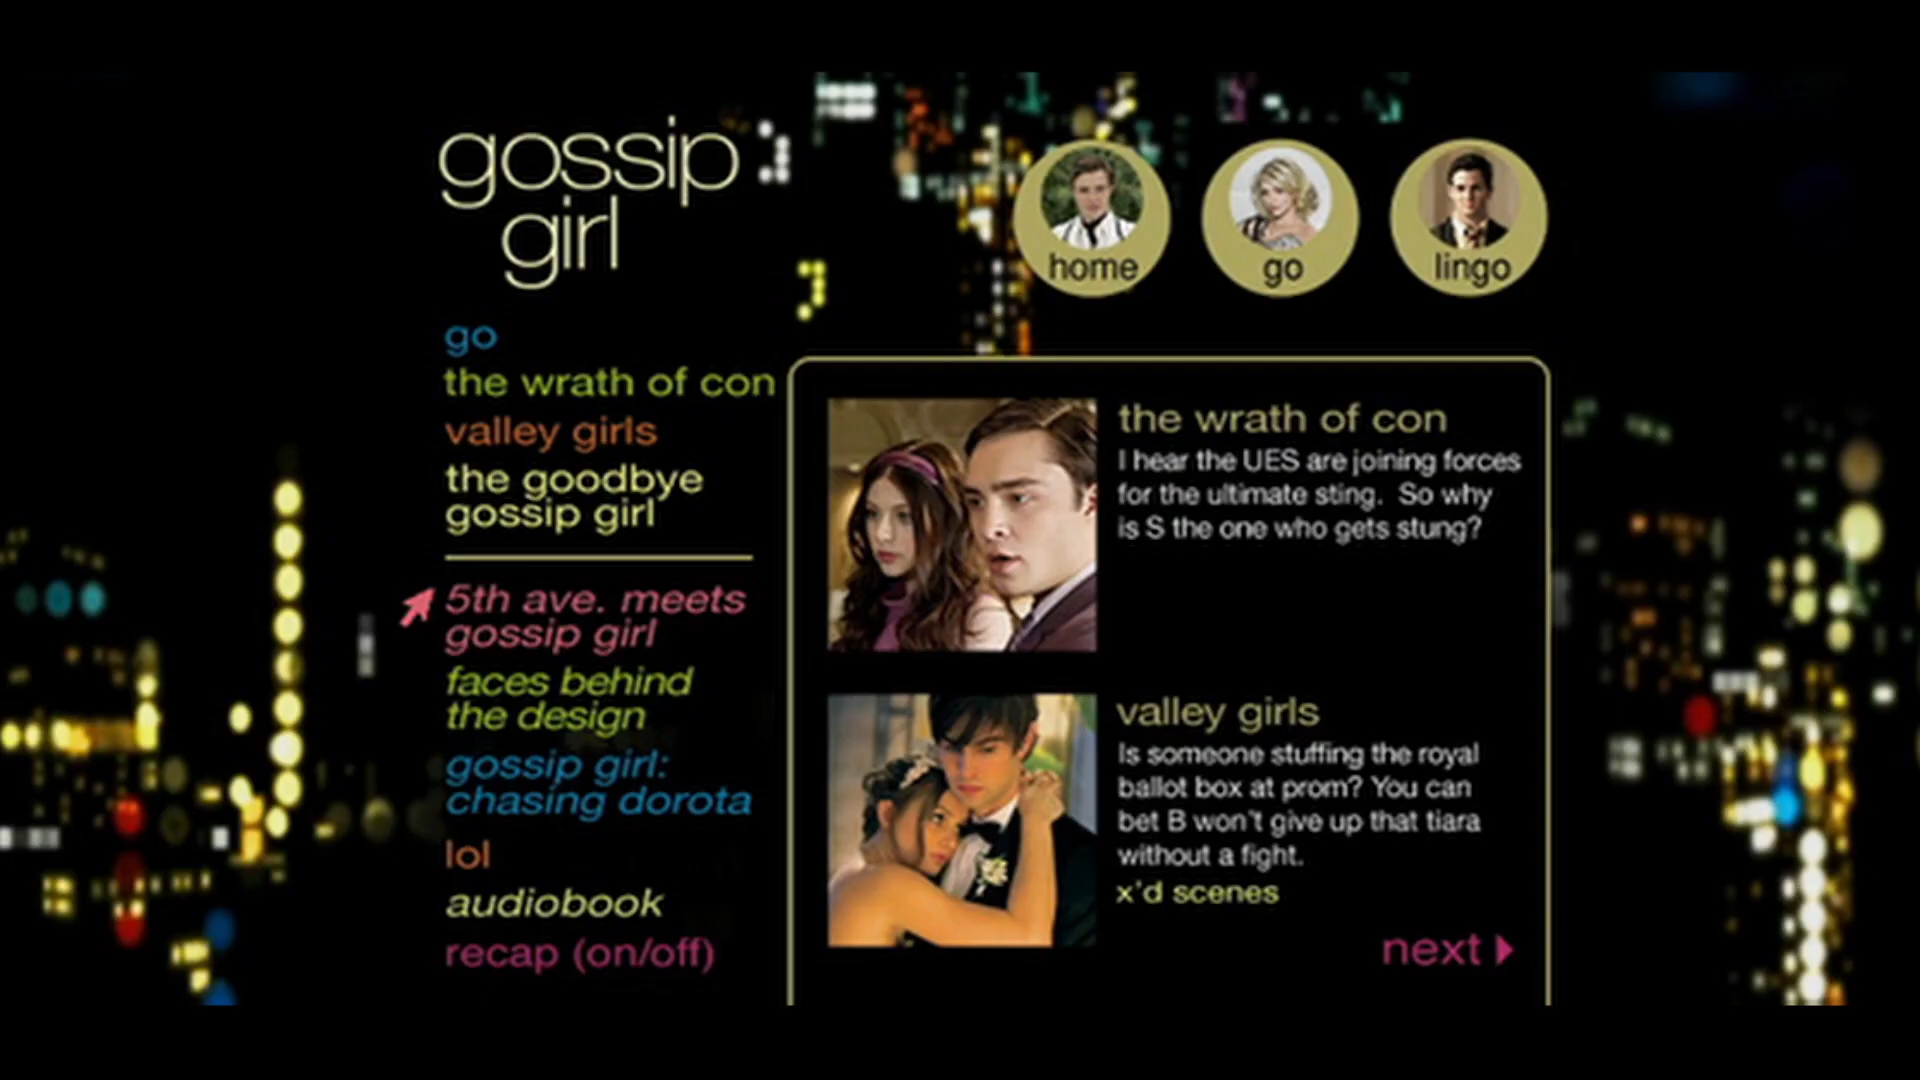 gossip
girl
home
go
lingo
go
the wrath of con
valley girls
the goodbye
gossip girl
5th ave. meets
gossip girl
faces behind
the design
gossip girl:
chasing dorota
lol
audiobook
recap (on/off)
the wrath of con
I hear the UES are joining forces
for the ultimate sting.  So why
is S the one who gets stung?
valley girls
Is someone stuffing the royal
ballot box at prom? You can
bet B won't give up that tiara
without a fight.
x'd scenes
next